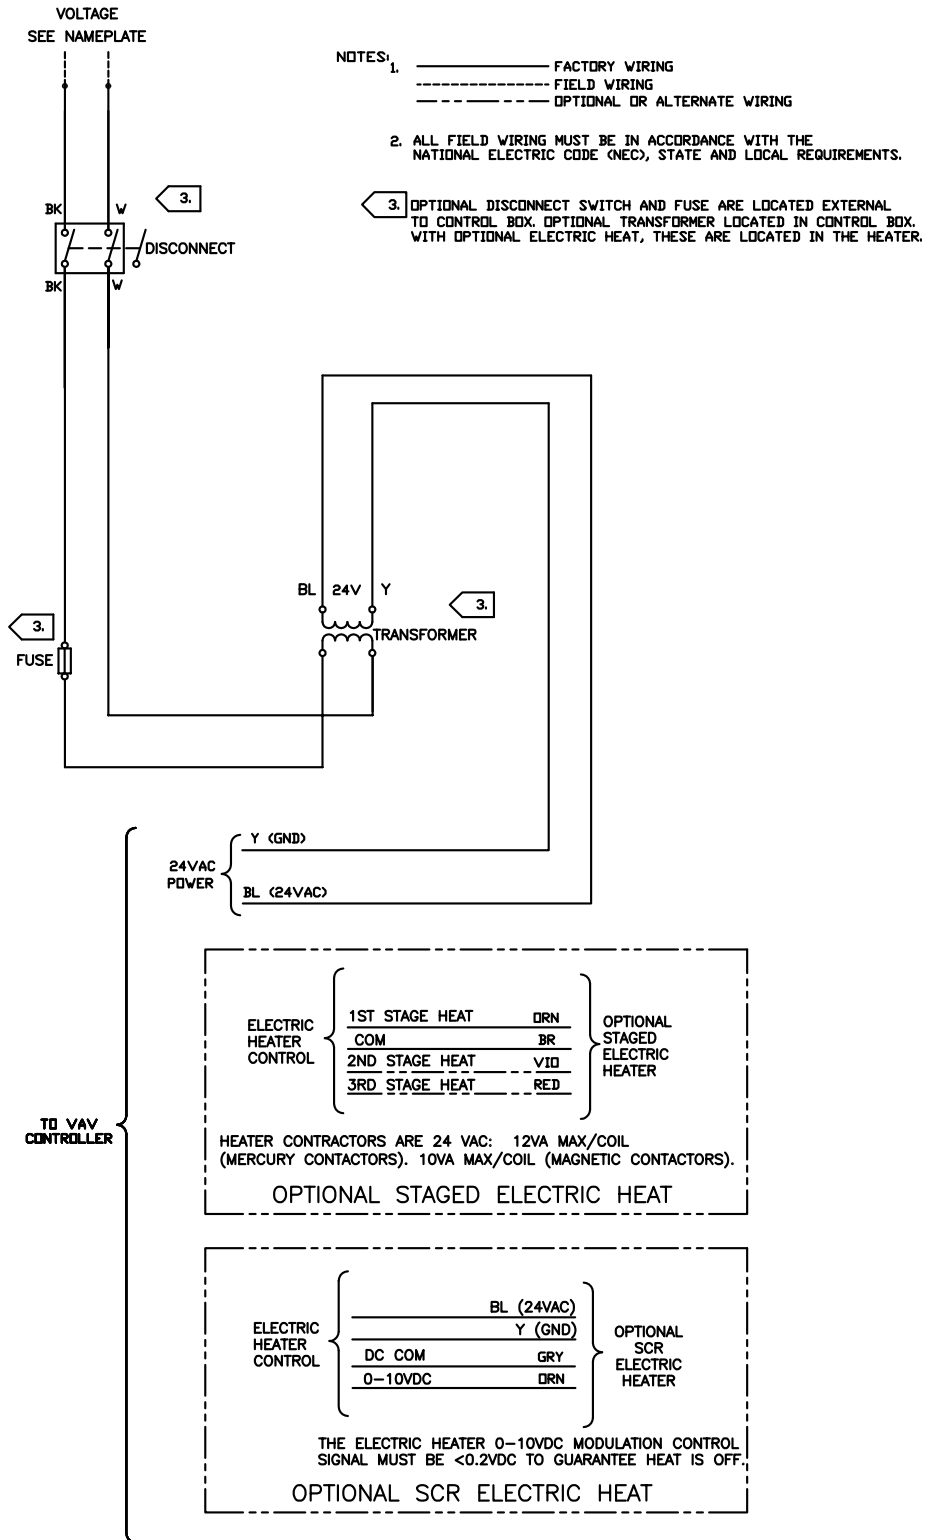 VOLTAGE
SEE NAMEPLATE
NOTES:
1. FACTORY WIRING
FIELD WIRING
OPTIONAL OR ALTERNATE WIRING
2. ALL FIELD WIRING MUST BE IN ACCORDANCE WITH THE
NATIONAL ELECTRIC CODE (NEC), STATE AND LOCAL REQUIREMENTS.
3. OPTIONAL DISCONNECT SWITCH AND FUSE ARE LOCATED EXTERNAL
TO CONTROL BOX. OPTIONAL TRANSFORMER LOCATED IN CONTROL BOX.
WITH OPTIONAL ELECTRIC HEAT, THESE ARE LOCATED IN THE HEATER.
3.
BK W
DISCONNECT
BK W
BL 24V Y
3.
TRANSFORMER
3.
FUSE
Y (GND)
24VAC
POWER
BL (24VAC)
TO VAV
CONTROLLER
ELECTRIC
HEATER
CONTROL
1ST STAGE HEAT ORN
COM BR
2ND STAGE HEAT VIO
3RD STAGE HEAT RED
OPTIONAL
STAGED
ELECTRIC
HEATER
HEATER CONTRACTORS ARE 24 VAC: 12VA MAX/COIL
(MERCURY CONTACTORS). 10VA MAX/COIL (MAGNETIC CONTACTORS).
OPTIONAL STAGED ELECTRIC HEAT
ELECTRIC
HEATER
CONTROL
BL (24VAC)
Y (GND)
DC COM GRY
0-10VDC ORN
OPTIONAL
SCR
ELECTRIC
HEATER
THE ELECTRIC HEATER 0-10VDC MODULATION CONTROL
SIGNAL MUST BE <0.2VDC TO GUARANTEE HEAT IS OFF.
OPTIONAL SCR ELECTRIC HEAT